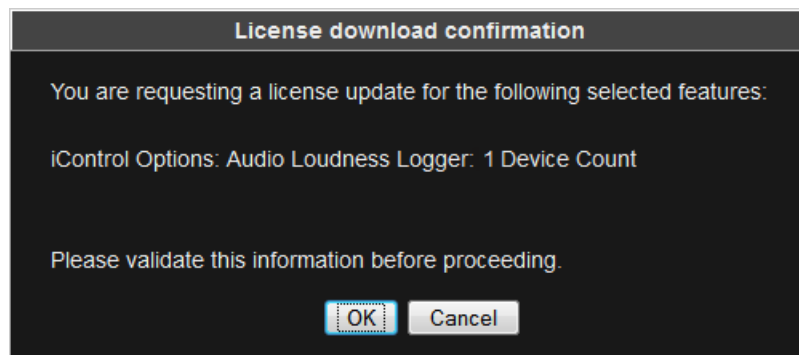 License download confirmation
You are requesting a license update for the following selected features:
iControl Options: Audio Loudness Logger: 1 Device Count
Please validate this information before proceeding.
OK Cancel